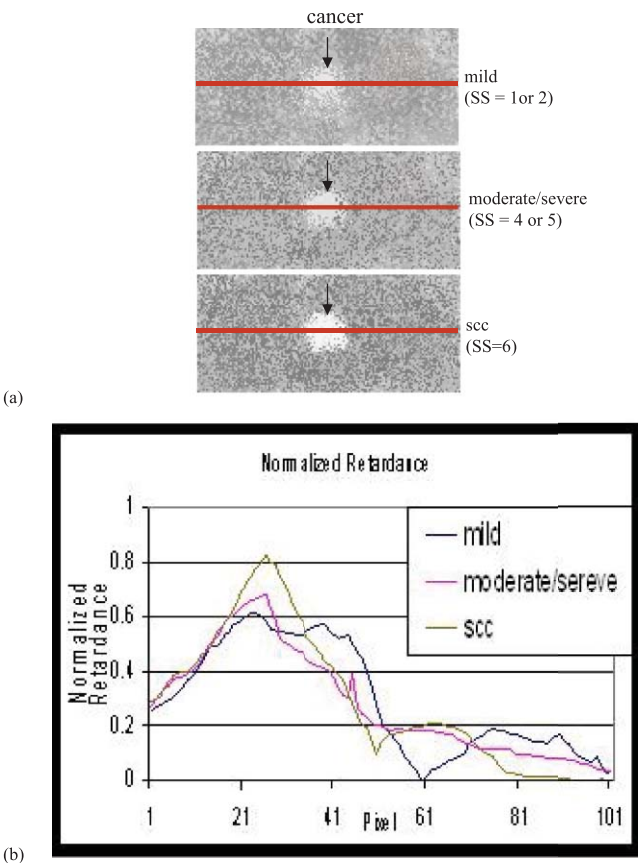 cancer
mild
(SS = 1or 2)
moderate/severe
(SS = 4 or 5)
scc
(SS=6)
(a)
Normalized Retardance
Normalized
Retardance
1
0.8
0.6
0.4
0.2
0
1
21
41
Pixel
61
81
101
mild
moderate/sereve
scc
(b)